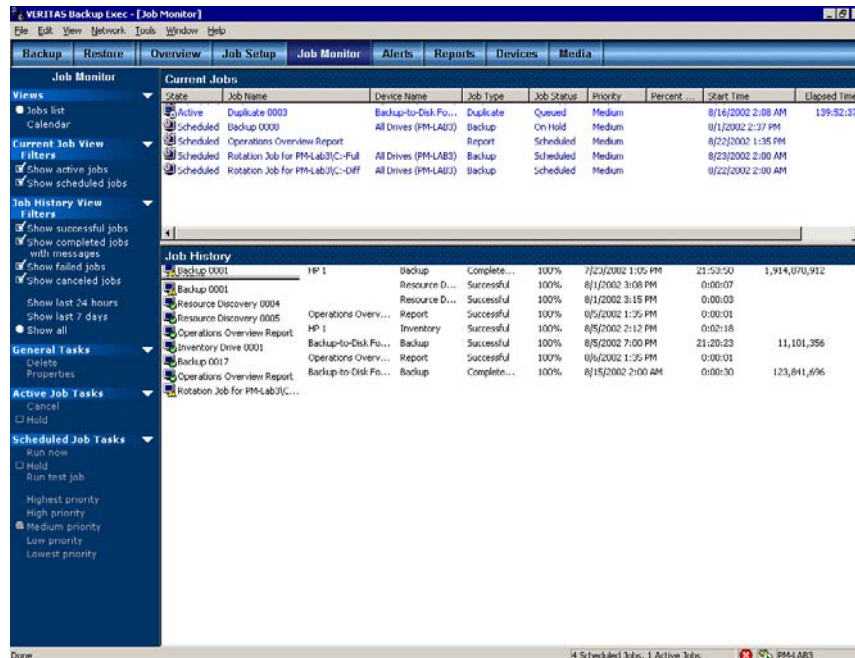 VERITAS Backup Exec - [Job Monitor]
File Edit View Network Tools Window Help
Backup Restore Overview Job Setup Job Monitor Alerts Reports Devices Media
Job Monitor
Views
Jobs list
Calendar
Current Job View
Filters
Show active jobs
Show scheduled jobs
Job History View
Filters
Show successful jobs
Show completed jobs
with messages
Show failed jobs
Show canceled jobs
Show last 24 hours
Show last 7 days
Show all
General Tasks
Delete
Properties
Active Job Tasks
Cancel
Hold
Scheduled Job Tasks
Run now
Hold
Run test job
Highest priority
High priority
Medium priority
Low priority
Lowest priority
Current Jobs
State Job Name Device Name Job Type Job Status Priority Percent ... Start Time Elapsed Time
Active Duplicate 0003 Backup-to-Disk Fo... Duplicate Queued Medium 8/16/2002 2:08 AM 139:52:37
Scheduled Backup 0008 All Drives (PM-LAB3) Backup On Hold Medium 8/1/2002 2:37 PM
Scheduled Operations Overview Report Report Scheduled Medium 8/22/2002 1:35 PM
Scheduled Rotation Job for PM-Lab3\C:-Full All Drives (PM-LAB3) Backup Scheduled Medium 8/23/2002 2:00 AM
Scheduled Rotation Job for PM-Lab3\C:-Diff All Drives (PM-LAB3) Backup Scheduled Medium 8/22/2002 2:00 AM
Job History
Backup 0001 HP 1 Backup Complete... 100% 7/23/2002 1:05 PM 21:53:50 1,914,870,912
Backup 0001 Resource D... Successful 100% 8/1/2002 3:08 PM 0:00:07
Resource Discovery 0004 Resource D... Successful 100% 8/1/2002 3:15 PM 0:00:03
Resource Discovery 0005 Operations Overv... Report Successful 100% 8/5/2002 1:35 PM 0:00:01
Operations Overview Report HP 1 Inventory Successful 100% 8/5/2002 2:12 PM 0:02:18
Inventory Drive 0001 Backup-to-Disk Fo... Backup Successful 100% 8/5/2002 7:00 PM 21:20:23 11,101,356
Backup 0017 Operations Overv... Report Successful 100% 8/6/2002 1:35 PM 0:00:01
Operations Overview Report Backup-to-Disk Fo... Backup Complete... 100% 8/15/2002 2:00 AM 0:00:30 123,841,696
Rotation Job for PM-Lab3\C...
Done 4 Scheduled Jobs, 1 Active Jobs PM-LAB3